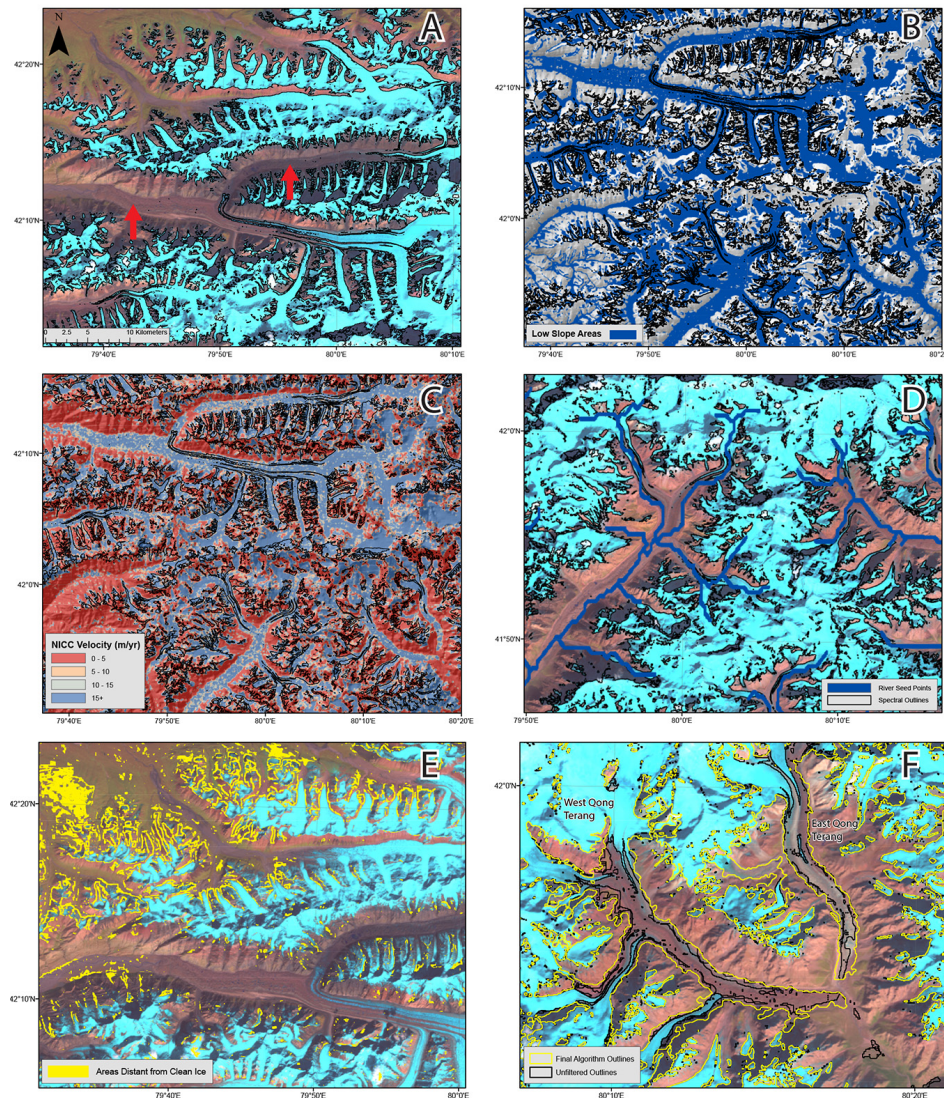 A
N
42°20'N
42°10'N
0 2.5 5 10 Kilometers
79°40'E 79°50'E 80°0'E 80°10'E
B
42°10'N
42°0'N
Low Slope Areas
79°40'E 79°50'E 80°0'E 80°10'E 80°2
C
42°10'N
42°0'N
NICC Velocity (m/yr)
0 - 5
5 - 10
10 - 15
15+
79°40'E 79°50'E 80°0'E 80°10'E 80°20'E
D
42°0'N
41°50'N
River Seed Points
Spectral Outlines
79°50'E 80°0'E 80°10'E
E
42°20'N
42°10'N
Areas Distant from Clean Ice
79°40'E 79°50'E 80°0'E
F
42°0'N
West Qong
Terang
East Qong
Terang
Final Algorithm Outlines
Unfiltered Outlines
80°10'E 80°20'E